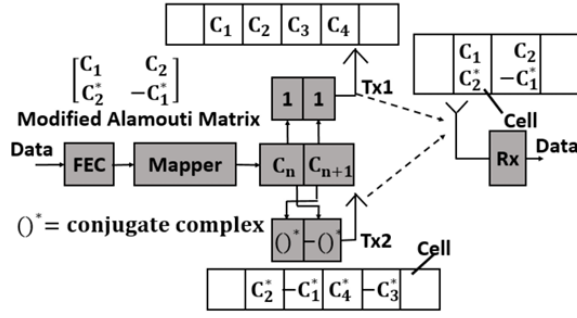 C₁ C₂ C₃ C₄
[C₁ C₂
C₂* −C₁*]
Modified Alamouti Matrix
1 1
Tx1
C₁ C₂
C₂* −C₁*
Cell
Data
FEC
Mapper
Cₙ Cₙ₊₁
Rx
Data
()*= conjugate complex
()* −()*
Tx2
Cell
C₂* −C₁* C₄* −C₃*